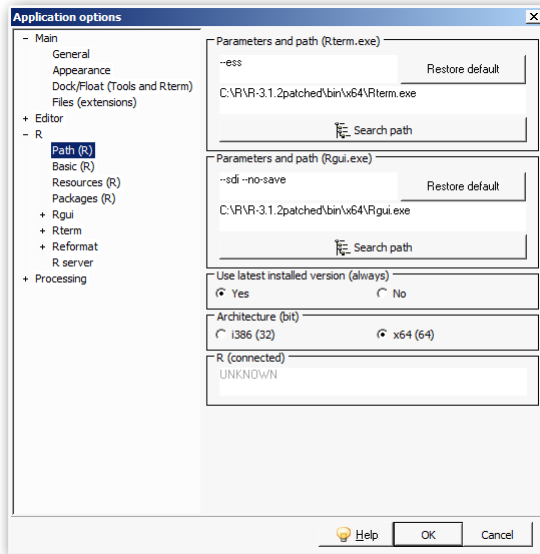 Application options
Main
General
Appearance
Dock/Float (Tools and Rterm)
Files (extensions)
Editor
R
Path (R)
Basic (R)
Resources (R)
Packages (R)
Rgui
Rterm
Reformat
R server
Processing
Parameters and path (Rterm.exe)
--ess
Restore default
C:\R\R-3.1.2patched\bin\x64\Rterm.exe
Search path
Parameters and path (Rgui.exe)
--sdi --no-save
Restore default
C:\R\R-3.1.2patched\bin\x64\Rgui.exe
Search path
Use latest installed version (always)
Yes No
Architecture (bit)
i386 (32) x64 (64)
R (connected)
UNKNOWN
Help OK Cancel